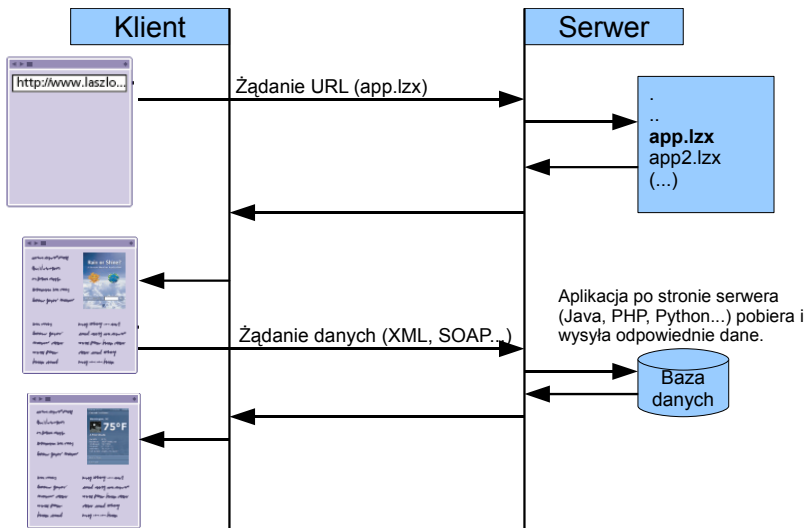 Klient
Serwer
http://www.laszlo...
Żądanie URL (app.lzx)
.
..
app.lzx
app2.lzx
(...)
Aplikacja po stronie serwera
(Java, PHP, Python...) pobiera i
wysyła odpowiednie dane.
Żądanie danych (XML, SOAP...)
Baza
danych
75°F